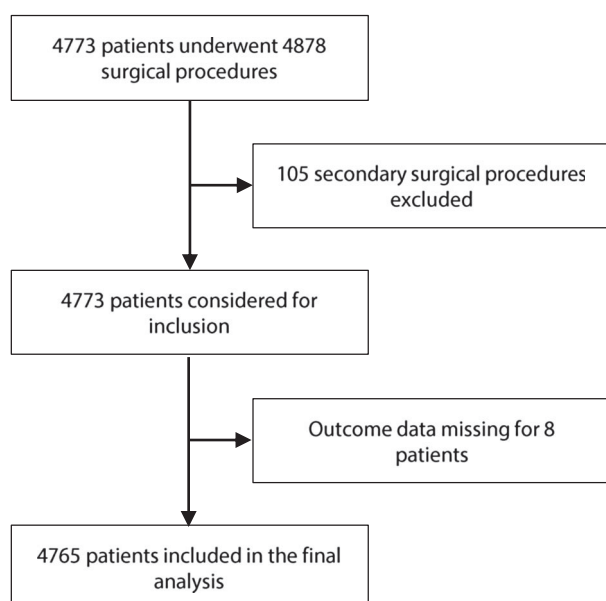 4773 patients underwent 4878
surgical procedures
105 secondary surgical procedures
excluded
4773 patients considered for
inclusion
Outcome data missing for 8
patients
4765 patients included in the final
analysis